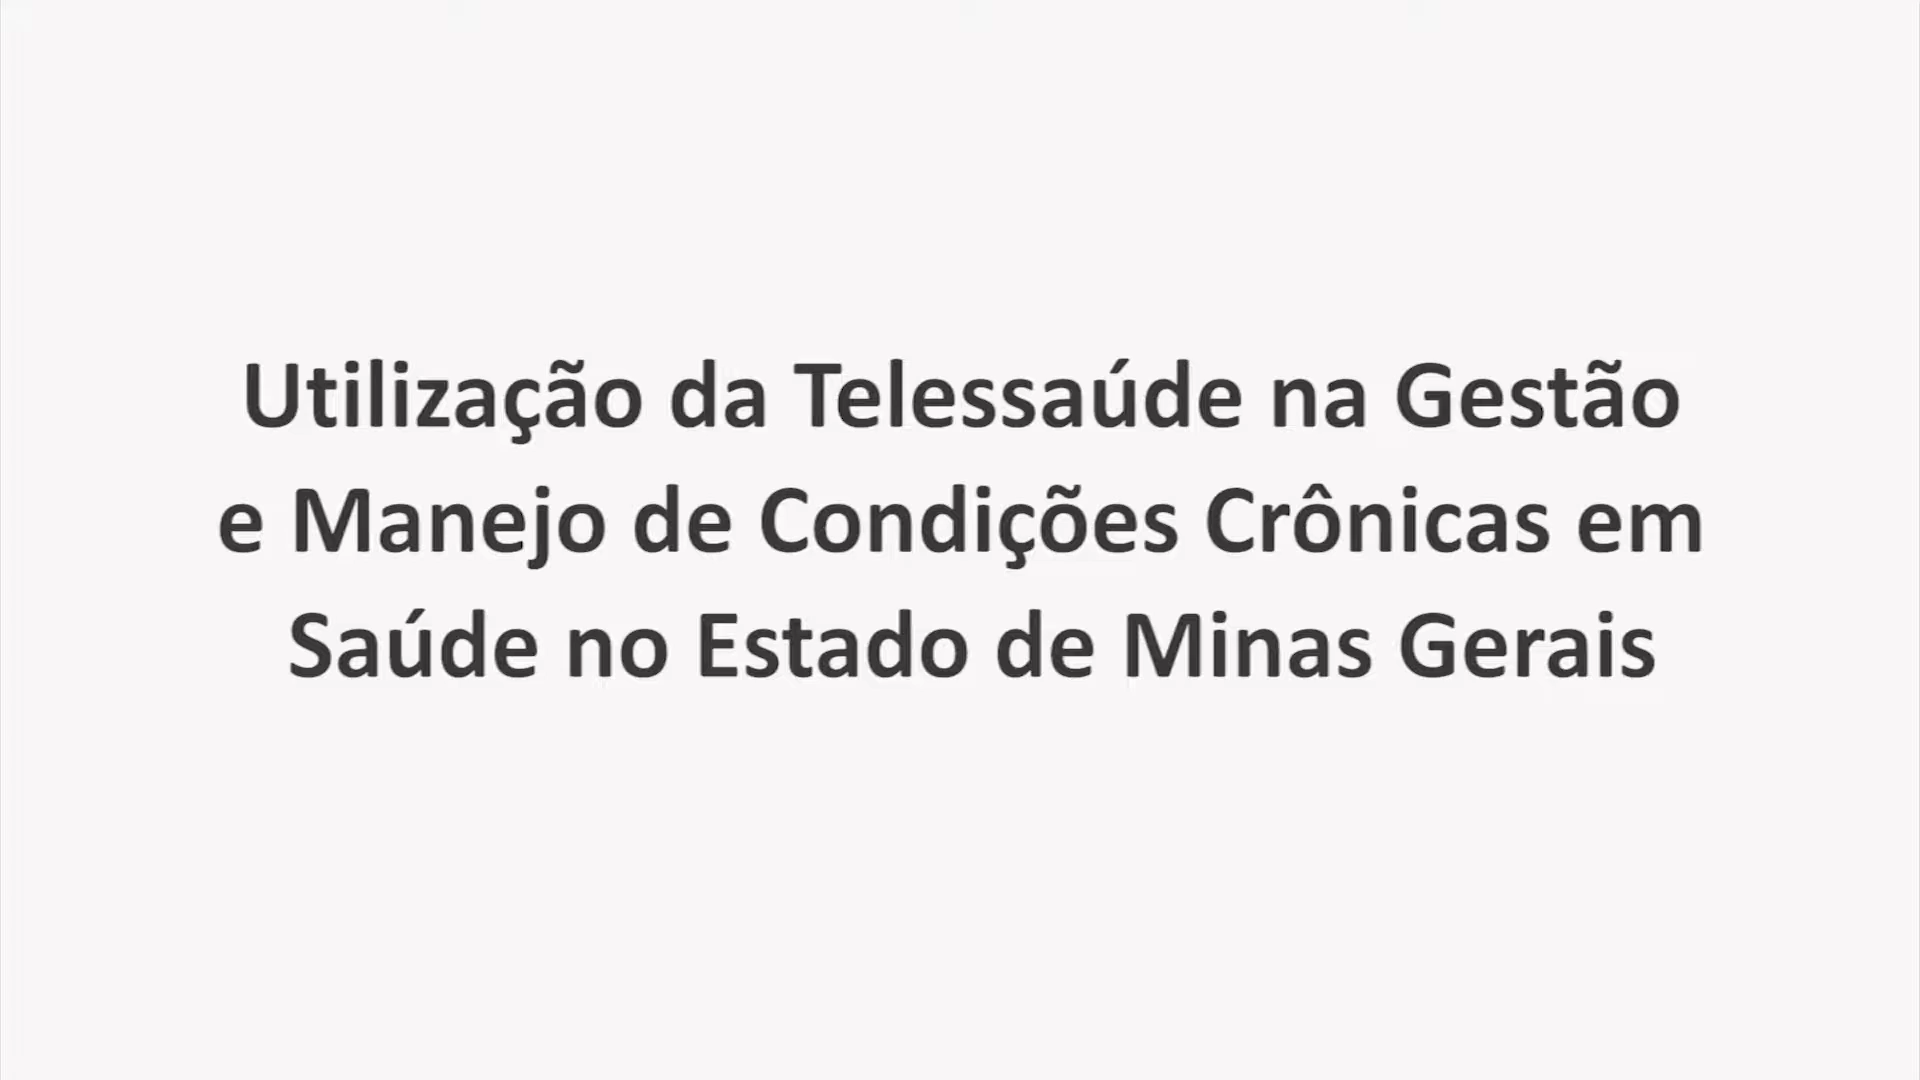 Utilização da Telessaúde na Gestão
e Manejo de Condições Crônicas em
Saúde no Estado de Minas Gerais